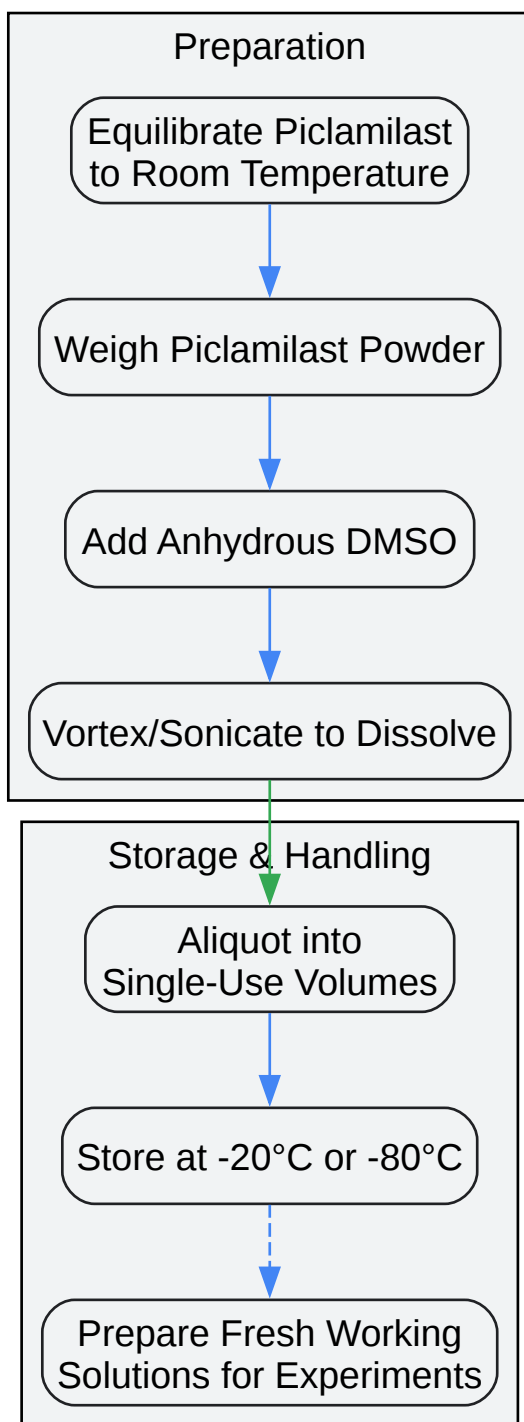 Preparation
Equilibrate Piclamilast
to Room Temperature
Weigh Piclamilast Powder
Add Anhydrous DMSO
Vortex/Sonicate to Dissolve
Storage & Handling
Aliquot into
Single-Use Volumes
Store at -20°C or -80°C
Prepare Fresh Working
Solutions for Experiments